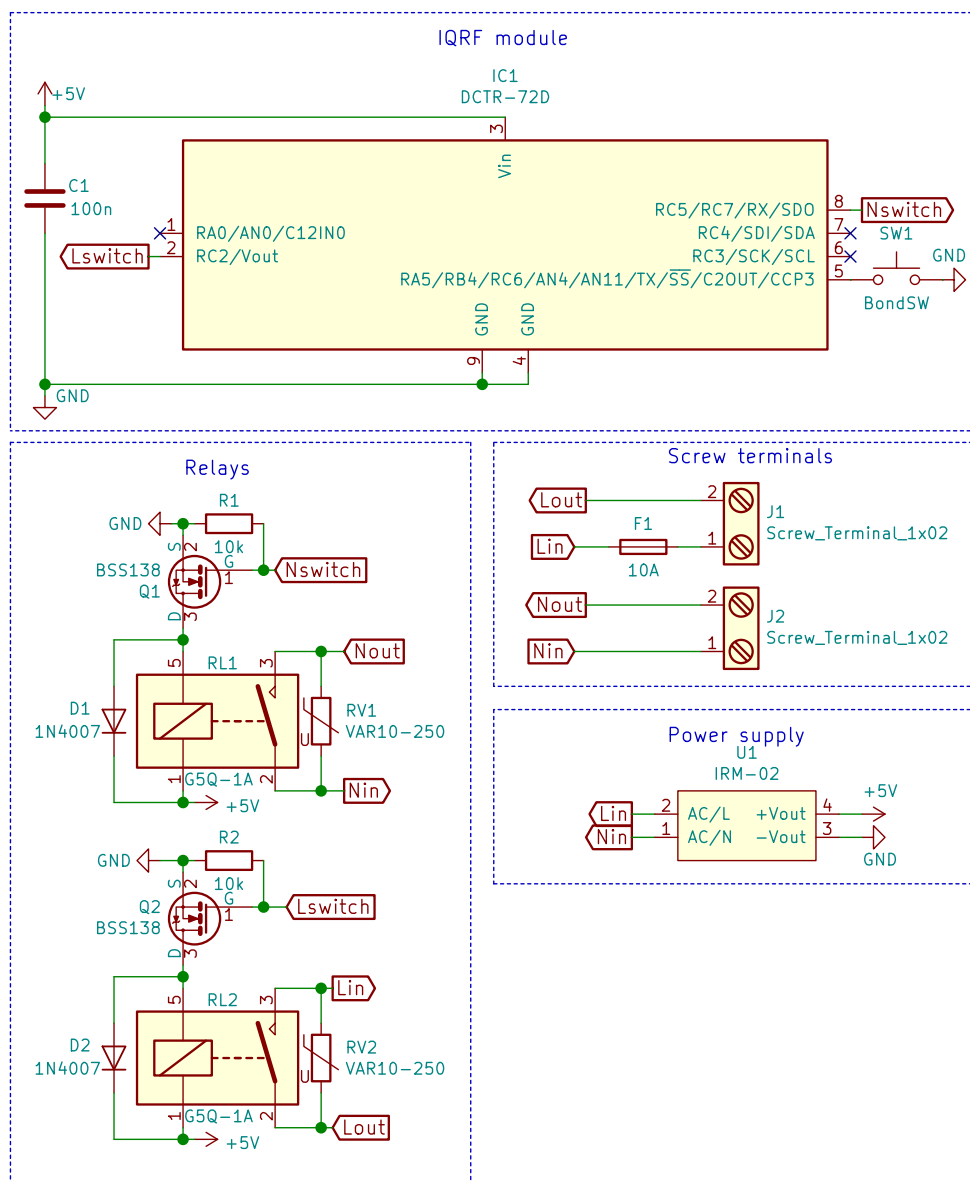 IQRF module
IC1
DCTR-72D
+5V
3
Vin
C1
100n
1
RA0/AN0/C12IN0
Lswitch
2
RC2/Vout
RC5/RC7/RX/SDO
8
Nswitch
RC4/SDI/SDA
7
SW1
RC3/SCK/SCL
6
RA5/RB4/RC6/AN4/AN11/TX/SS/C2OUT/CCP3
5
GND
BondSW
GND
GND
9
4
GND
Relays
R1
GND
10k
S
2
G
BSS138
Q1
1
Nswitch
D
3
5
RL1
3
Nout
D1
1N4007
RV1
VAR10-250
U
1
G5Q-1A
2
Nin
+5V
R2
GND
10k
S
2
G
Q2
BSS138
1
Lswitch
D
3
5
RL2
3
Lin
D2
1N4007
RV2
VAR10-250
U
1
G5Q-1A
2
Lout
+5V
Screw terminals
Lout
2
J1
Screw_Terminal_1x02
F1
Lin
1
10A
Nout
2
J2
Screw_Terminal_1x02
Nin
1
Power supply
U1
IRM-02
+5V
Lin
2
AC/L
+Vout
4
Nin
1
AC/N
-Vout
3
GND